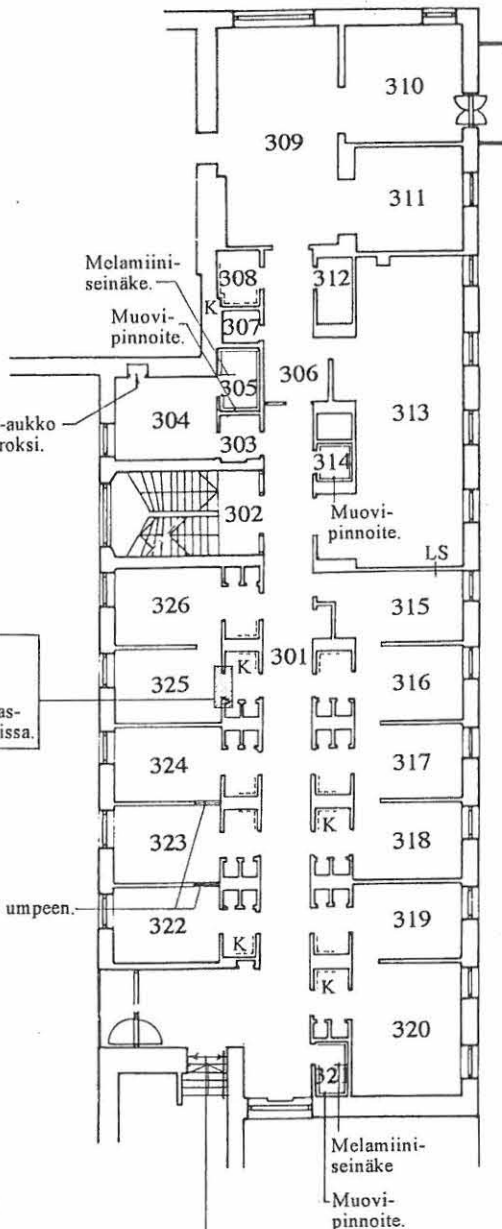 310
309
311
Melamiini-
seinäke.
308
312
K
307
Muovi-
pinnoite.
306
305
304
313
-aukko
roksi.
303
314
302
Muovi-
pinnoite.
LS
326
315
301
K
325
316
as-
issa.
324
317
K
323
318
umpeen.
322
319
K
K
320
321
Melamiini-
seinäke
Muovi-
pinnoite.